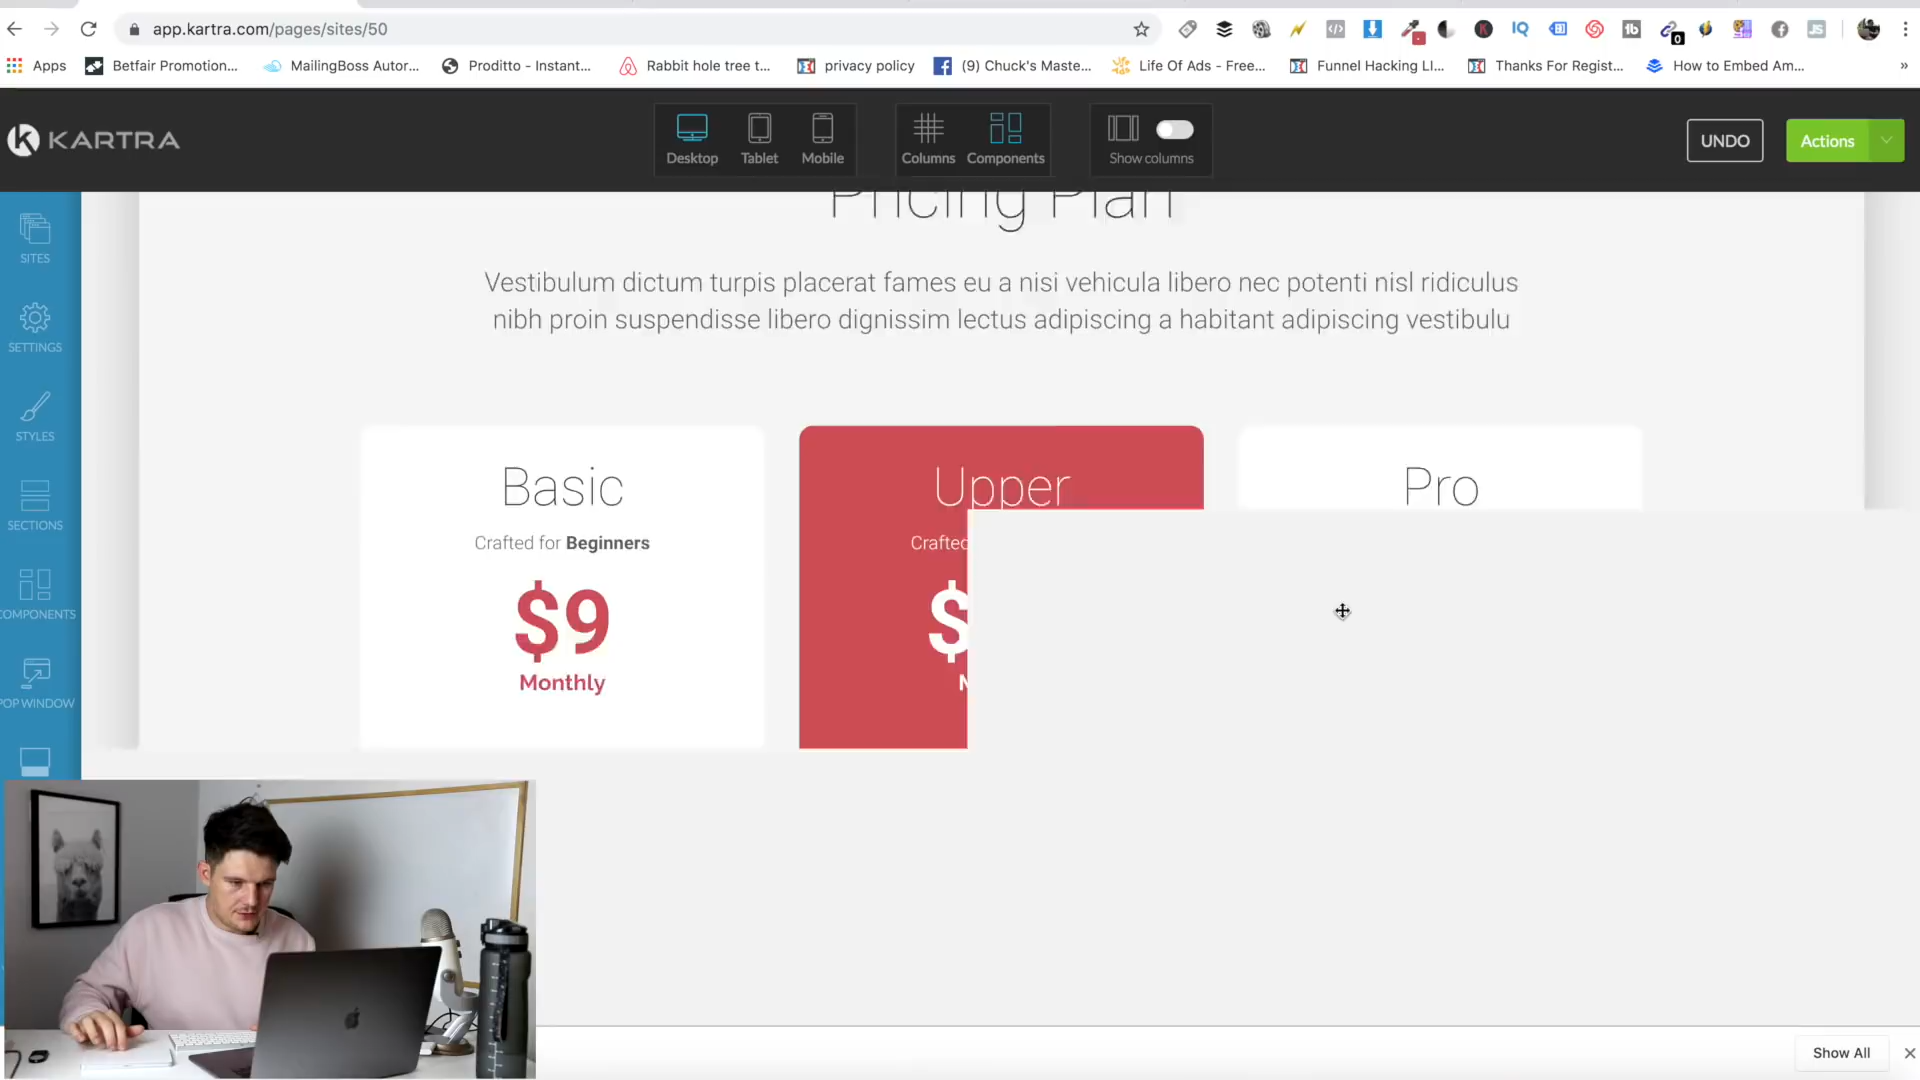 app.kartra.com/pages/sites/50
0
Apps
Betfair Promotion...
MailingBoss Autor...
Proditto - Instant...
Rabbit hole tree t...
privacy policy
(9) Chuck's Maste...
Life Of Ads - Free...
Funnel Hacking LI...
Thanks For Regist...
How to Embed Am...
»
KARTRA
Desktop
Tablet
Mobile
Columns
Components
Show columns
UNDO
Actions
SITES
SETTINGS
STYLES
SECTIONS
COMPONENTS
POP WINDOW
Pricing Plan
Vestibulum dictum turpis placerat fames eu a nisi vehicula libero nec potenti nisl ridiculus
nibh proin suspendisse libero dignissim lectus adipiscing a habitant adipiscing vestibulu
Basic
Crafted for Beginners
$9
Monthly
Upper
Crafted
$
M
Pro
Show All